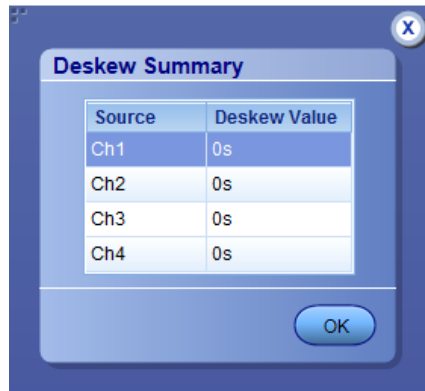 X
Deskew Summary
Source Deskew Value
Ch1 0s
Ch2 0s
Ch3 0s
Ch4 0s
OK